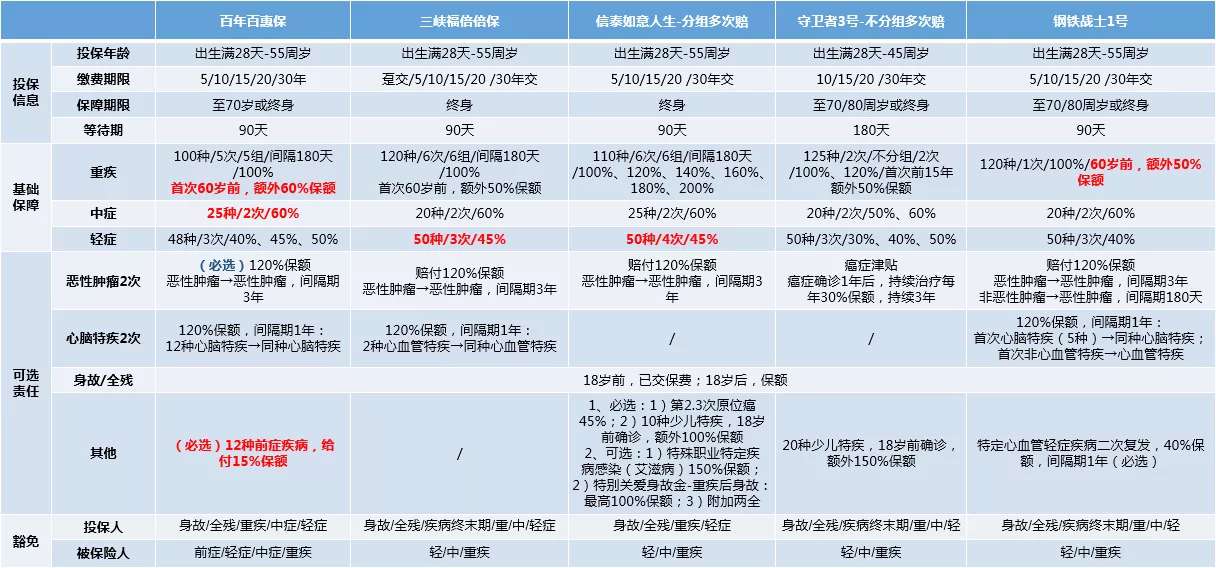 百年百惠保
三峡福倍倍保
信泰如意人生-分组多次赔
守卫者3号-不分组多次赔
钢铁战士1号
投保信息
投保年龄
出生满28天-55周岁
出生满28天-55周岁
出生满28天-55周岁
出生满28天-45周岁
出生满28天-55周岁
缴费期限
5/10/15/20/30年
趸交/5/10/15/20 /30年交
5/10/15/20 /30年交
10/15/20 /30年交
5/10/15/20 /30年交
保障期限
至70岁或终身
终身
终身
至70/80周岁或终身
至70/80周岁或终身
等待期
90天
90天
90天
180天
90天
基础保障
重疾
100种/5次/5组/间隔180天
/100%
首次60岁前，额外60%保额
120种/6次/6组/间隔180天
/100%
首次60岁前，额外50%保额
110种/6次/6组/间隔180天
/100%、120%、140%、160%、
180%、200%
125种/2次/不分组/2次
/100%、120%/首次前15年
额外50%保额
120种/1次/100%/60岁前，额外50%
保额
中症
25种/2次/60%
20种/2次/60%
25种/2次/60%
20种/2次/50%、60%
20种/2次/60%
轻症
48种/3次/40%、45%、50%
50种/3次/45%
50种/4次/45%
50种/3次/30%、40%、50%
50种/3次/40%
可选责任
恶性肿瘤2次
（必选）120%保额
恶性肿瘤→恶性肿瘤，间隔期
3年
赔付120%保额
恶性肿瘤→恶性肿瘤，间隔期3年
赔付120%保额
恶性肿瘤→恶性肿瘤，间隔期3
年
癌症津贴
癌症确诊1年后，持续治疗每
年30%保额，持续3年
赔付120%保额
恶性肿瘤→恶性肿瘤，间隔期3年
非恶性肿瘤→恶性肿瘤，间隔期180天
心脑特疾2次
120%保额，间隔期1年：
12种心脑特疾→同种心脑特疾
120%保额，间隔期1年：
2种心血管特疾→同种心血管特疾
/
/
120%保额，间隔期1年：
首次心脑特疾（5种）→同种心脑特疾；
首次非心血管特疾→心血管特疾
身故/全残
18岁前，已交保费；18岁后，保额
其他
（必选）12种前症疾病，给
付15%保额
/
1、必选：1）第2.3次原位癌
45%；2）10种少儿特疾，18岁
前确诊，额外100%保额
2、可选：1）特殊职业特定疾
病感染（艾滋病）150%保额；
2）特别关爱身故金-重疾后身故：
最高100%保额；3）附加两全
20种少儿特疾，18岁前确诊，
额外150%保额
特定心血管轻症疾病二次复发，40%保
额，间隔期1年（必选）
豁免
投保人
身故/全残/重疾/中症/轻症
身故/全残/疾病终末期/重/中/轻症
身故/全残/重疾/轻症
身故/全残/疾病终末期/重/中/轻
身故/全残/疾病终末期/重/中/轻
被保险人
前症/轻症/中症/重疾
轻/中/重疾
轻/中/重疾
轻/中/重疾
轻/中/重疾